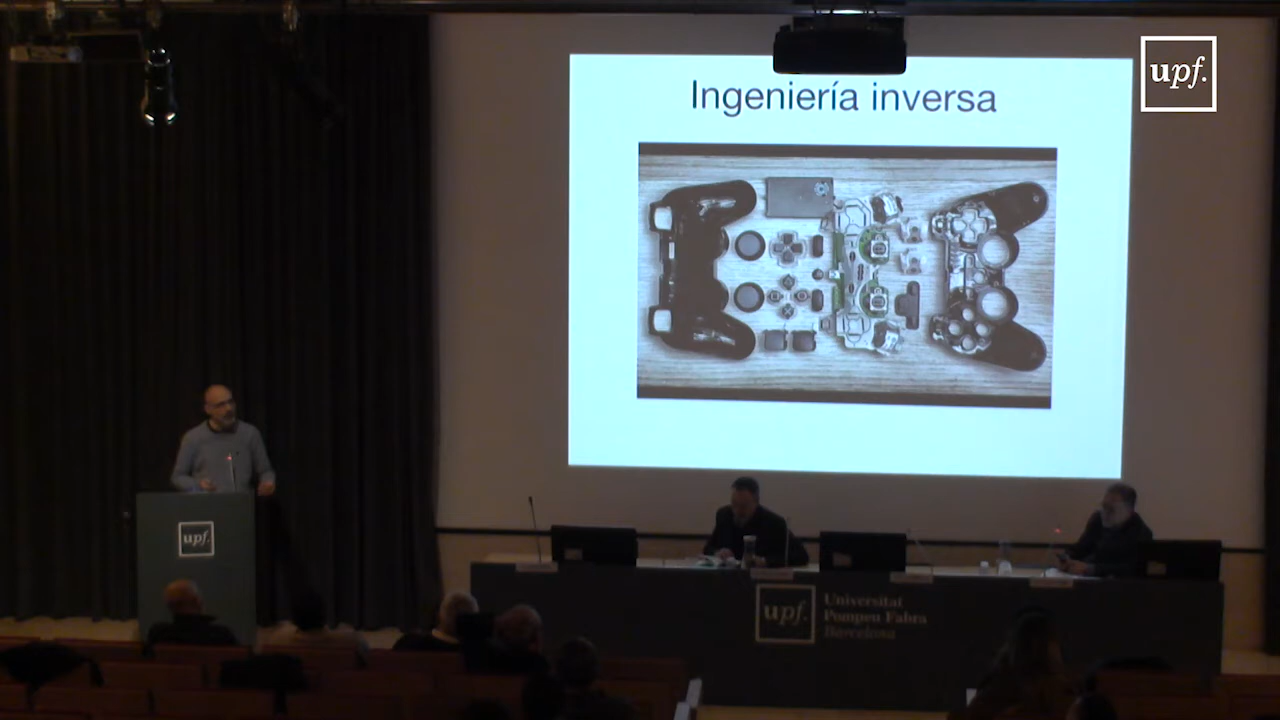 Ingeniería inversa
upf.
upf.
upf.
Universitat
Pompeu Fabra
Barcelona